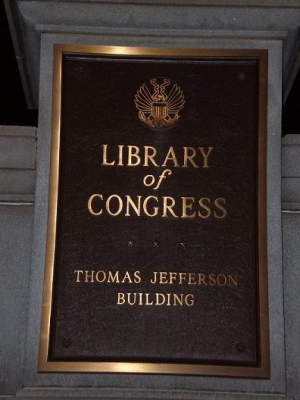 LIBRARY
of
CONGRESS
THOMAS JEFFERSON
BUILDING